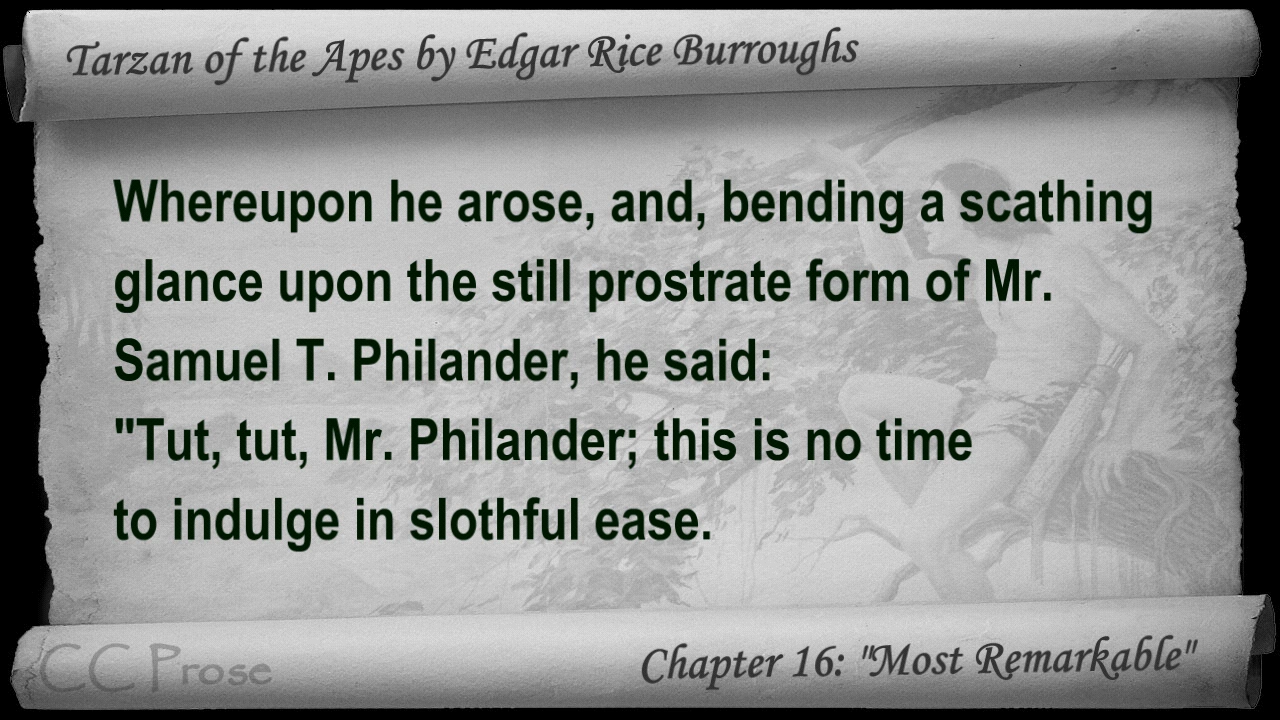 Tarzan of the Apes by Edgar Rice Burroughs
Whereupon he arose, and, bending a scathing
glance upon the still prostrate form of Mr.
Samuel T. Philander, he said:
"Tut, tut, Mr. Philander; this is no time
to indulge in slothful ease.
CC Prose
Chapter 16: "Most Remarkable"